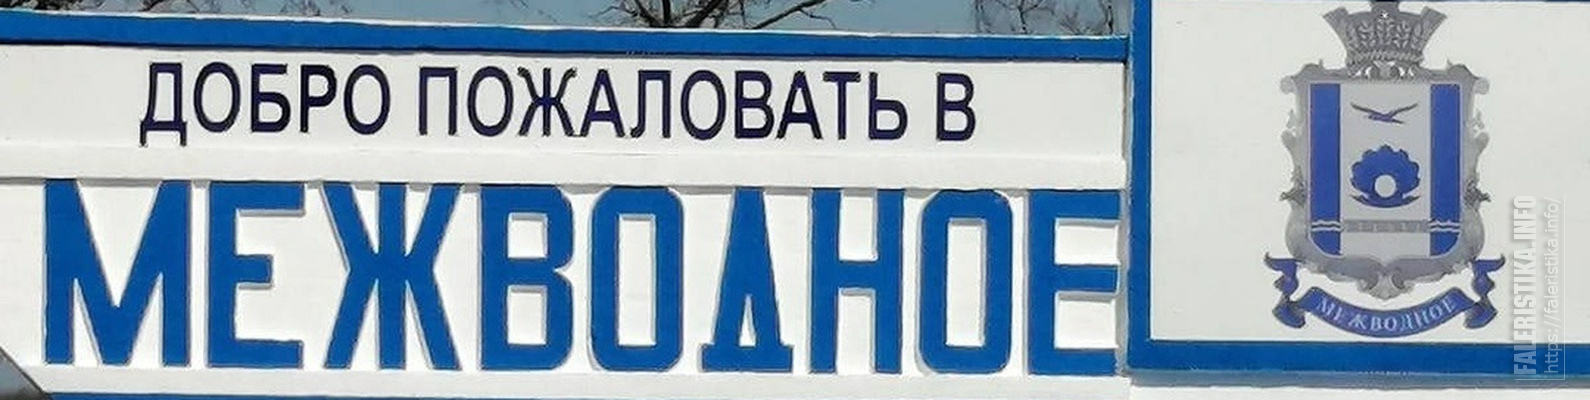 ДОБРО ПОЖАЛОВАТЬ В
МЕЖВОДНОЕ
МЕЖВОДНОЕ
FALERISTIKA.INFO
https://faleristika.info/